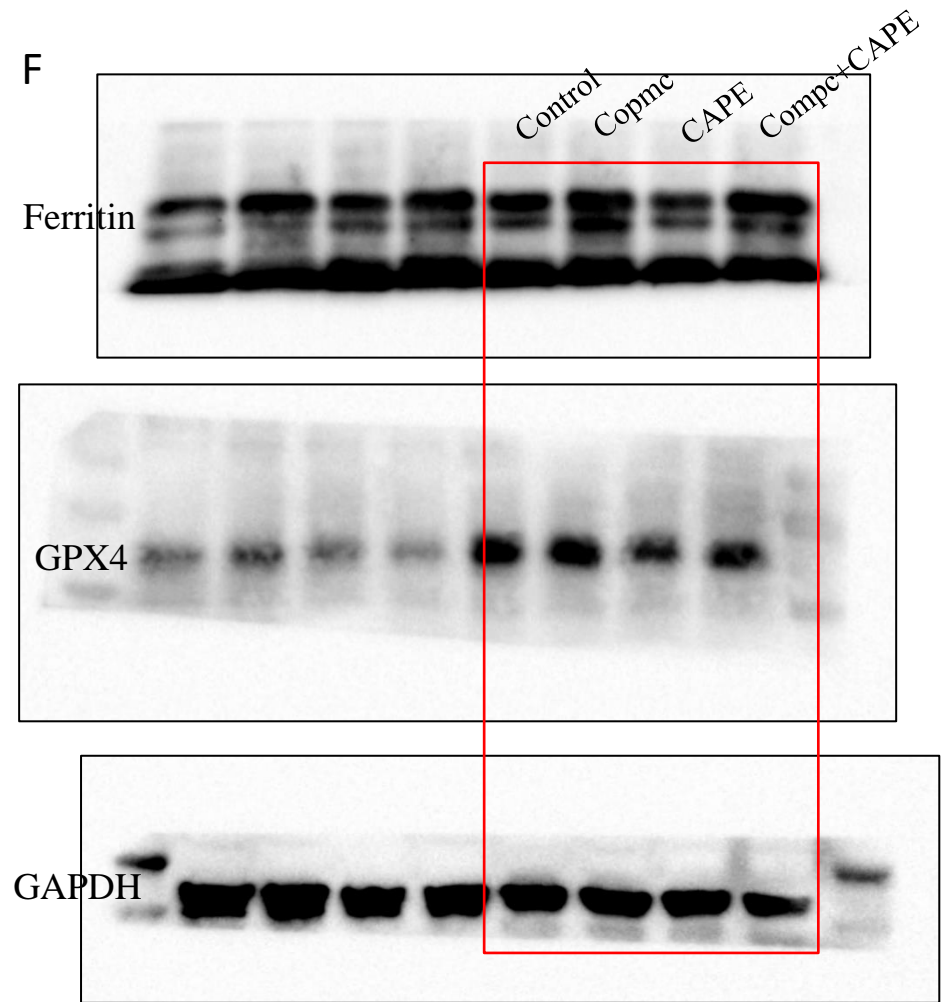 F
Control
Copmc
CAPE
Compc+CAPE
Ferritin
GPX4
GAPDH